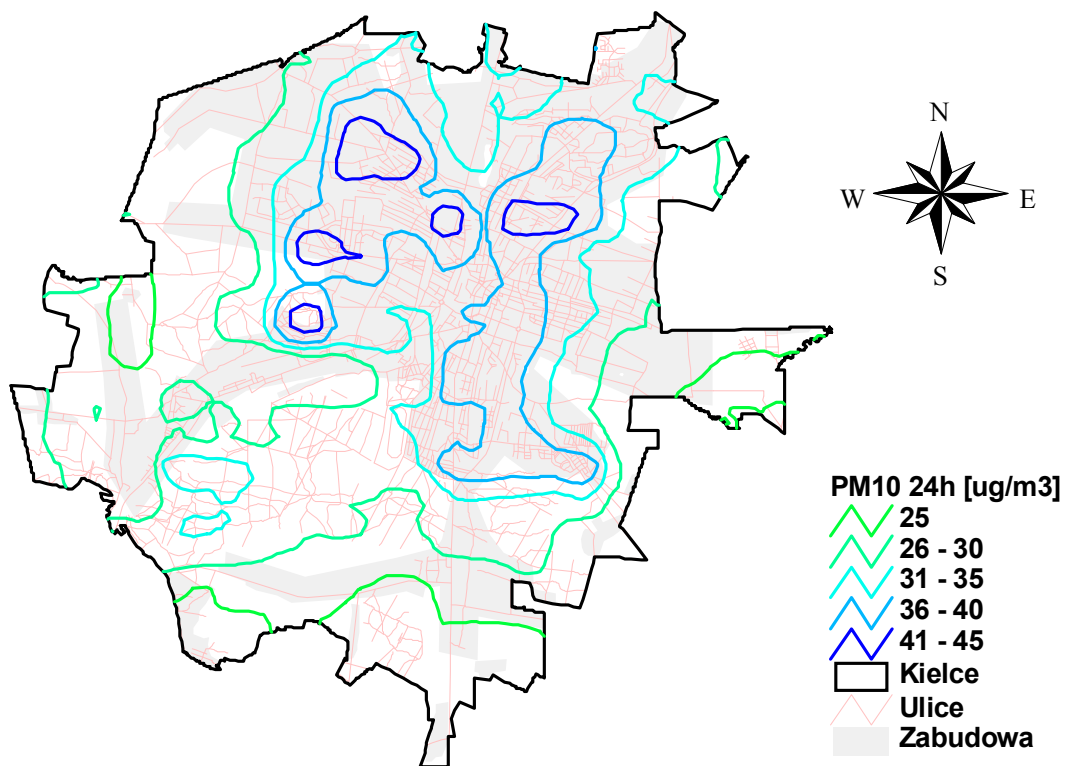 N
W
E
S
PM10 24h [ug/m3]
25
26 - 30
31 - 35
36 - 40
41 - 45
Kielce
Ulice
Zabudowa